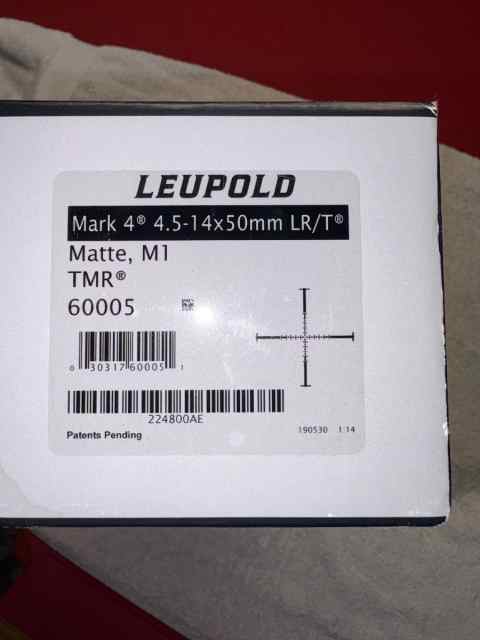 LEUPOLD
Mark 4® 4.5-14x50mm LR/T®
Matte, M1
TMR®
60005
0 30317 60005 1
224800AE
Patents Pending
190530 1:14